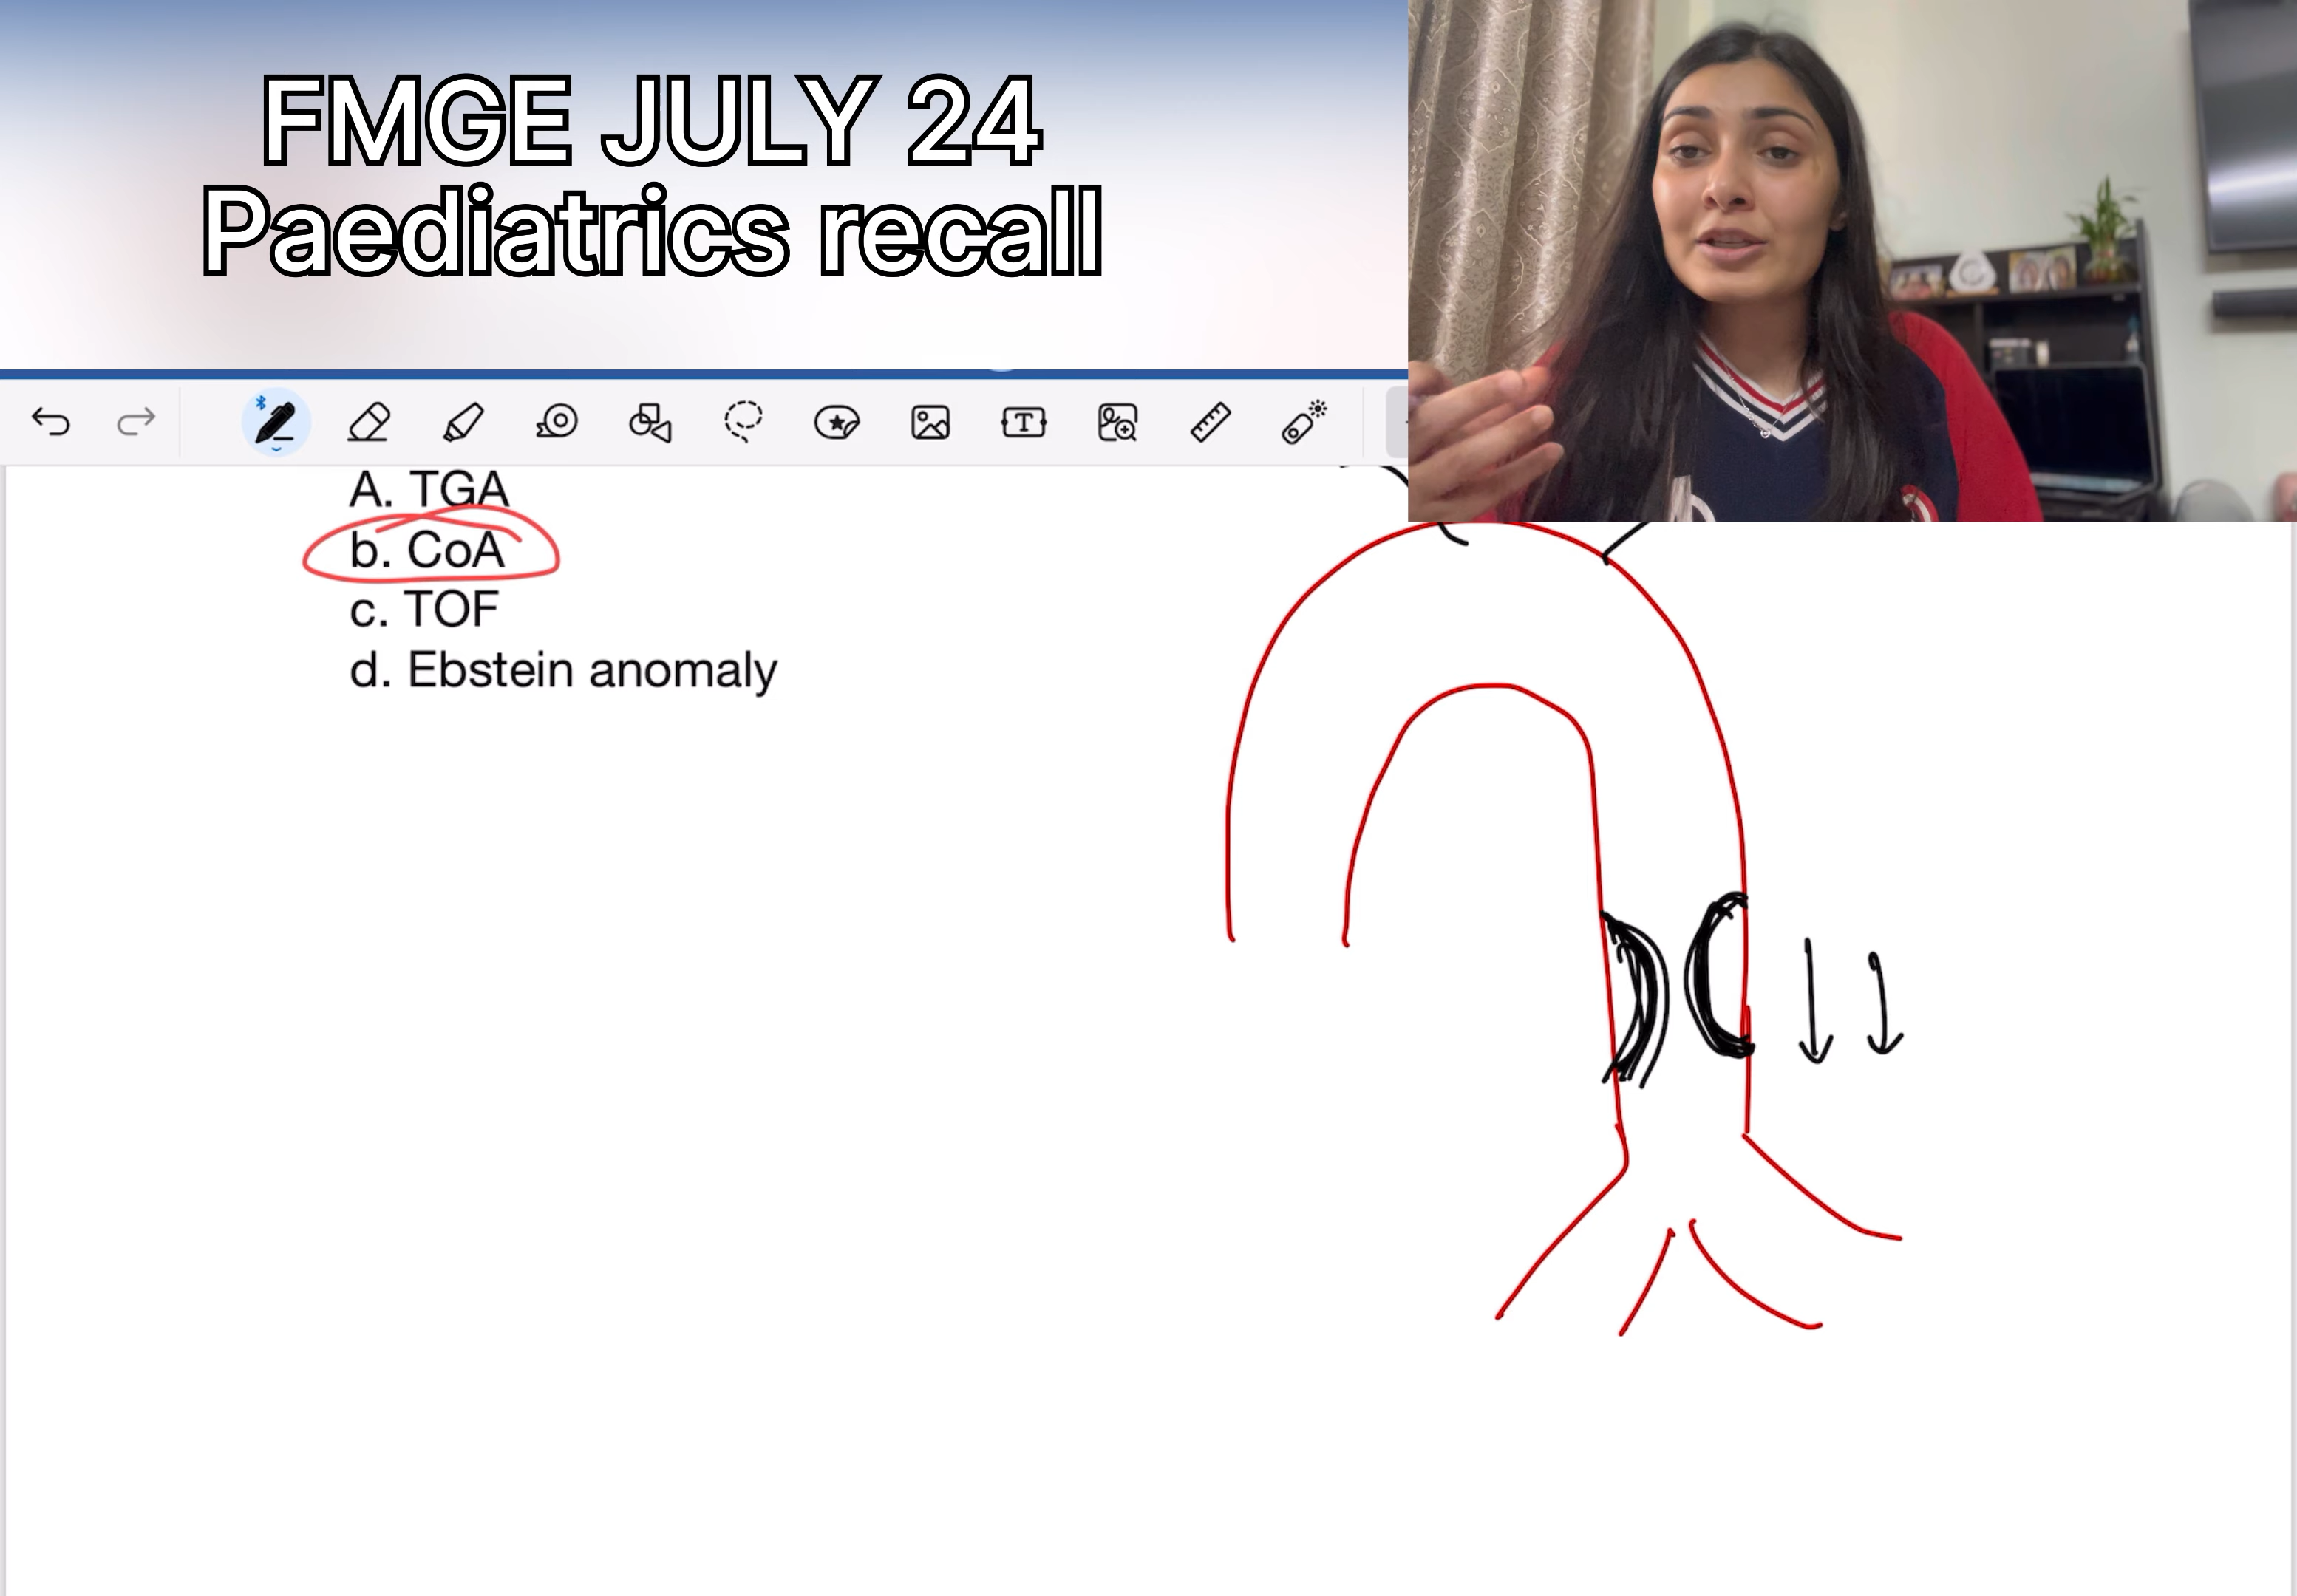 FMGE JULY 24
Paediatrics recall
A. TGA
b. CoA
c. TOF
d. Ebstein anomaly